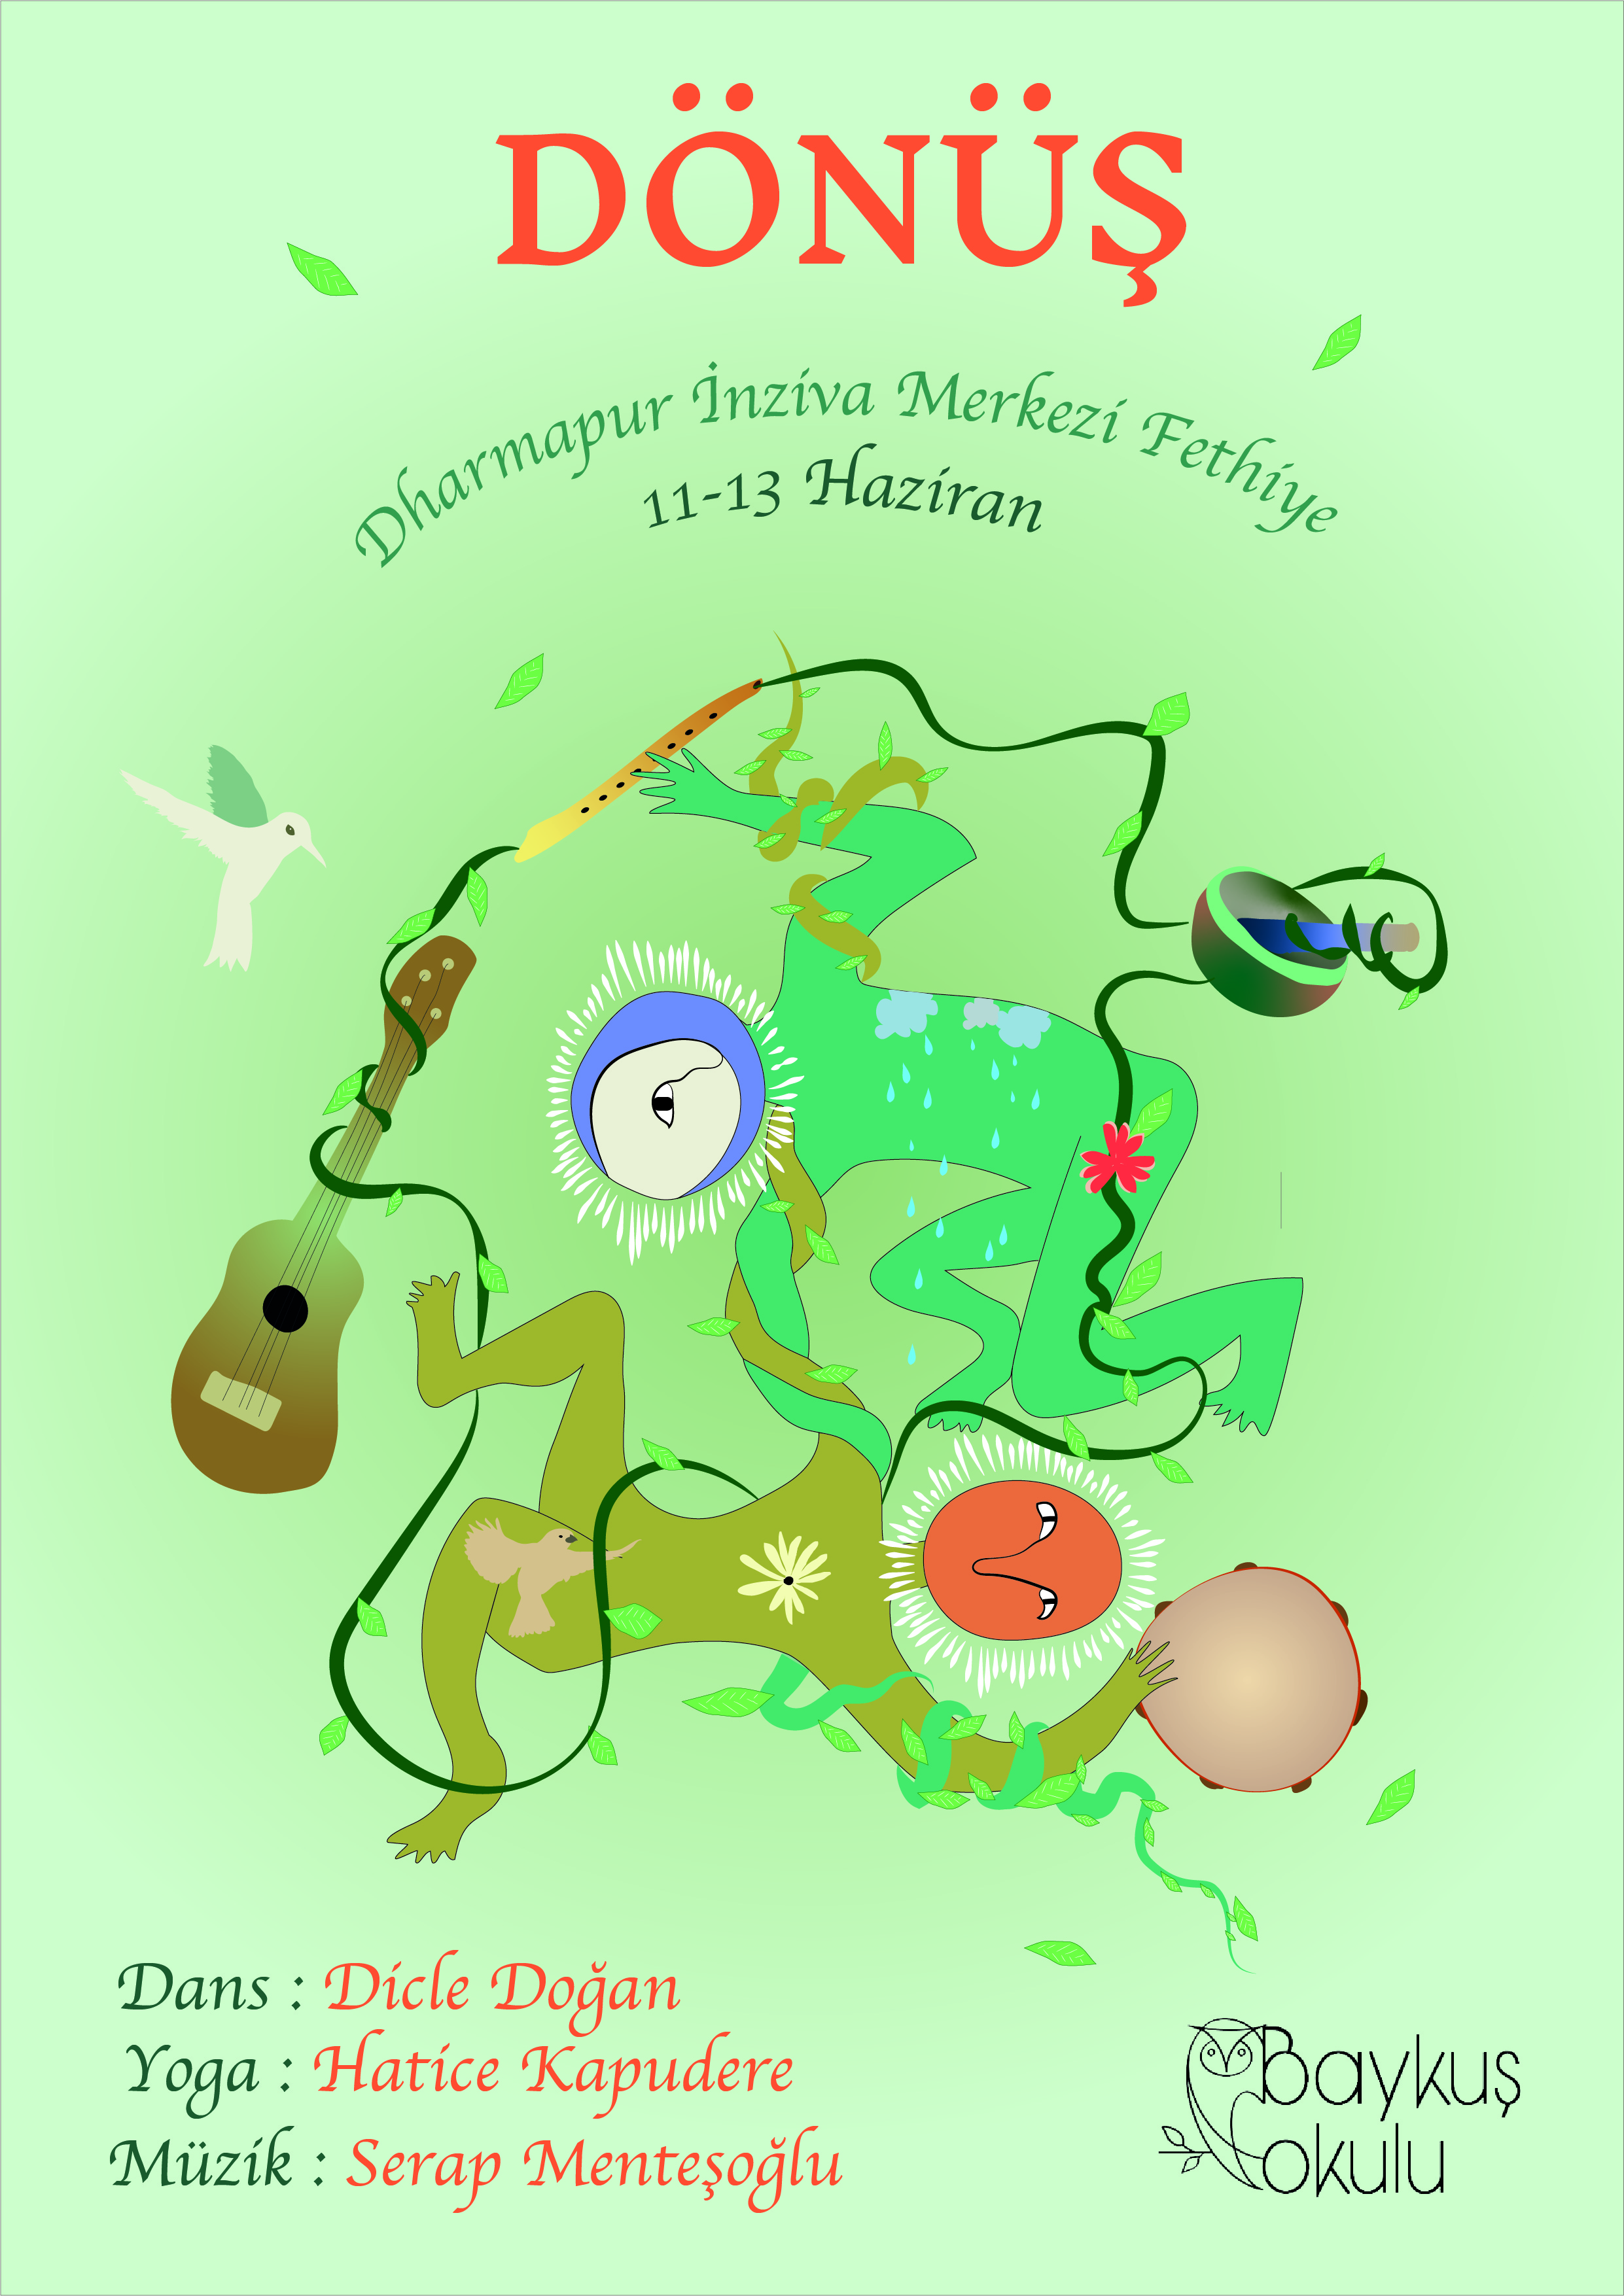 DÖNÜŞ
Dharmapur İnziva Merkezi Fethiye
11-13 Haziran
Dans : Dicle Doğan
Yoga : Hatice Kapudere
Müzik : Serap Menteşoğlu
Baykuş
okulu